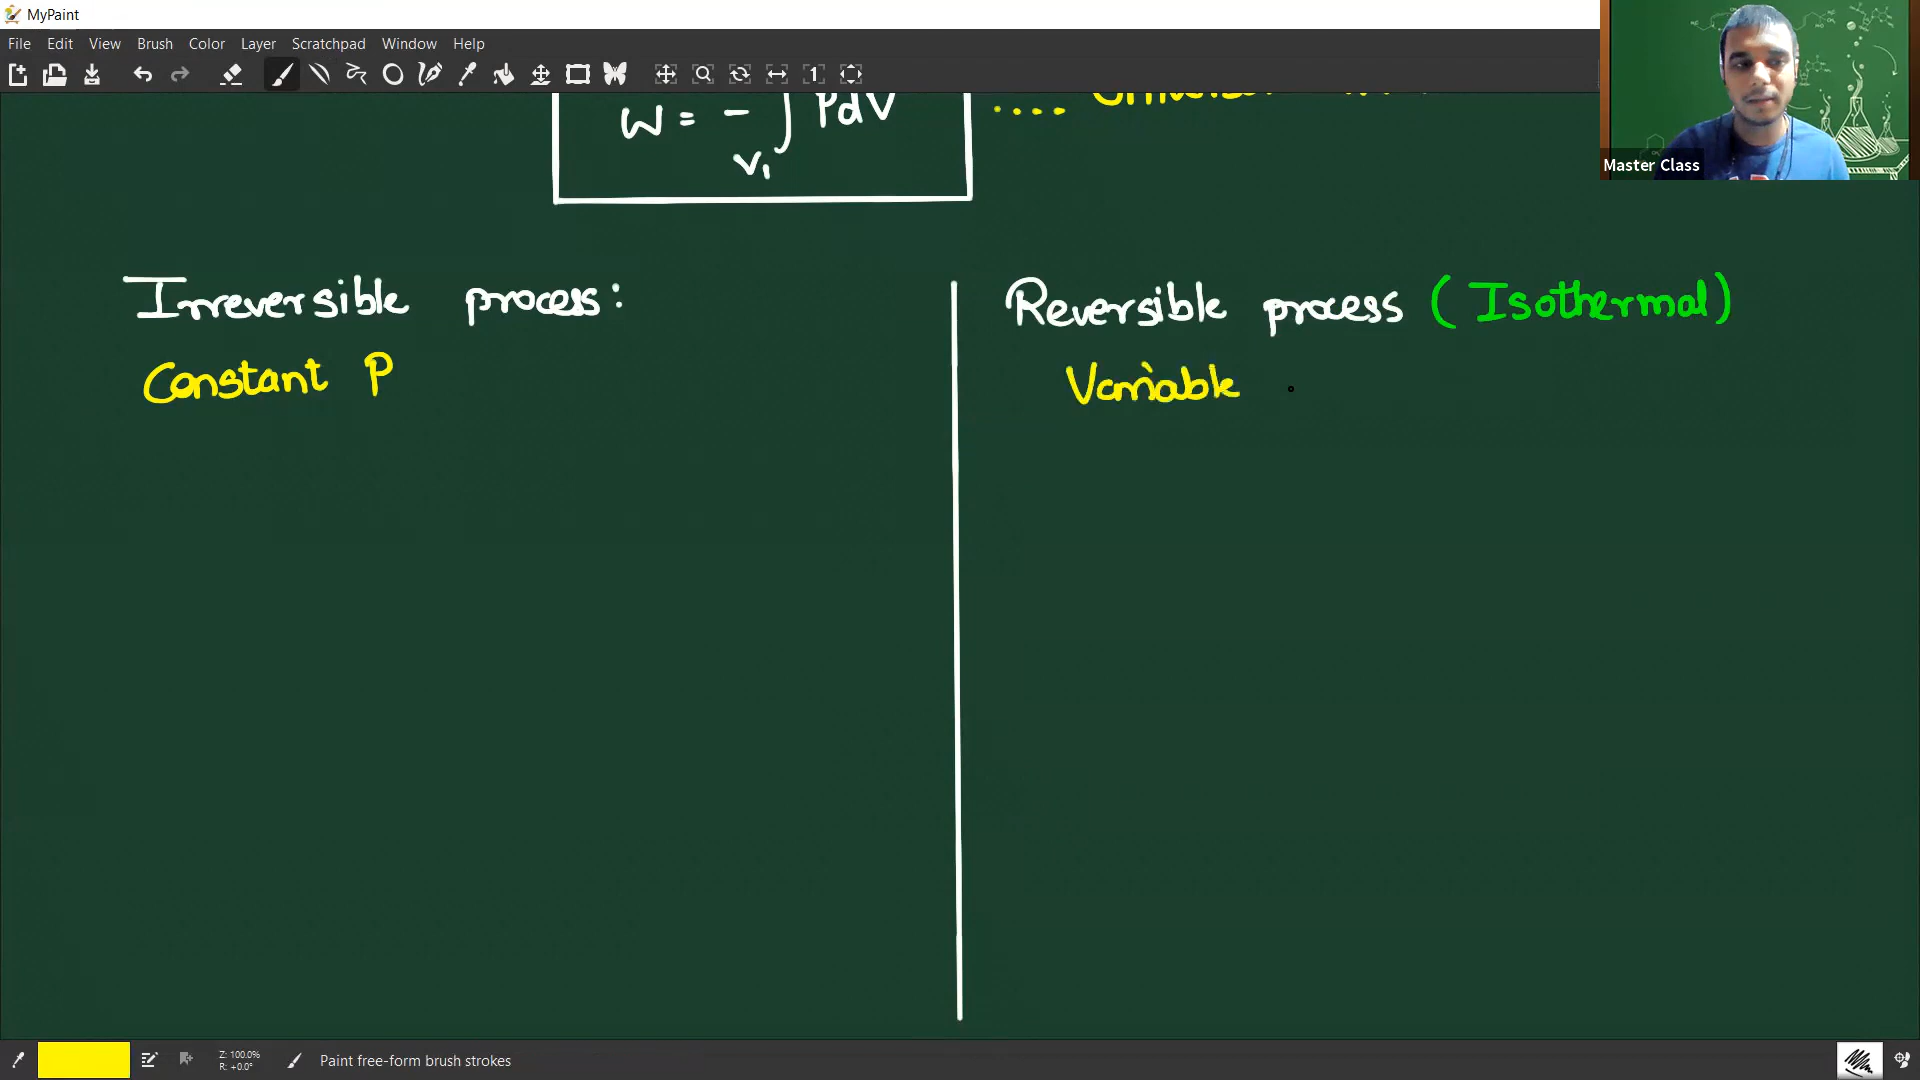 MyPaint
File Edit View Brush Color Layer Scratchpad Window Help
W = - ∫ PdV
V₁
....
Master Class
Irreversible process:
Reversible process (Isothermal)
Constant P
Variable
Z: 100.0%
R: +0.0°
Paint free-form brush strokes